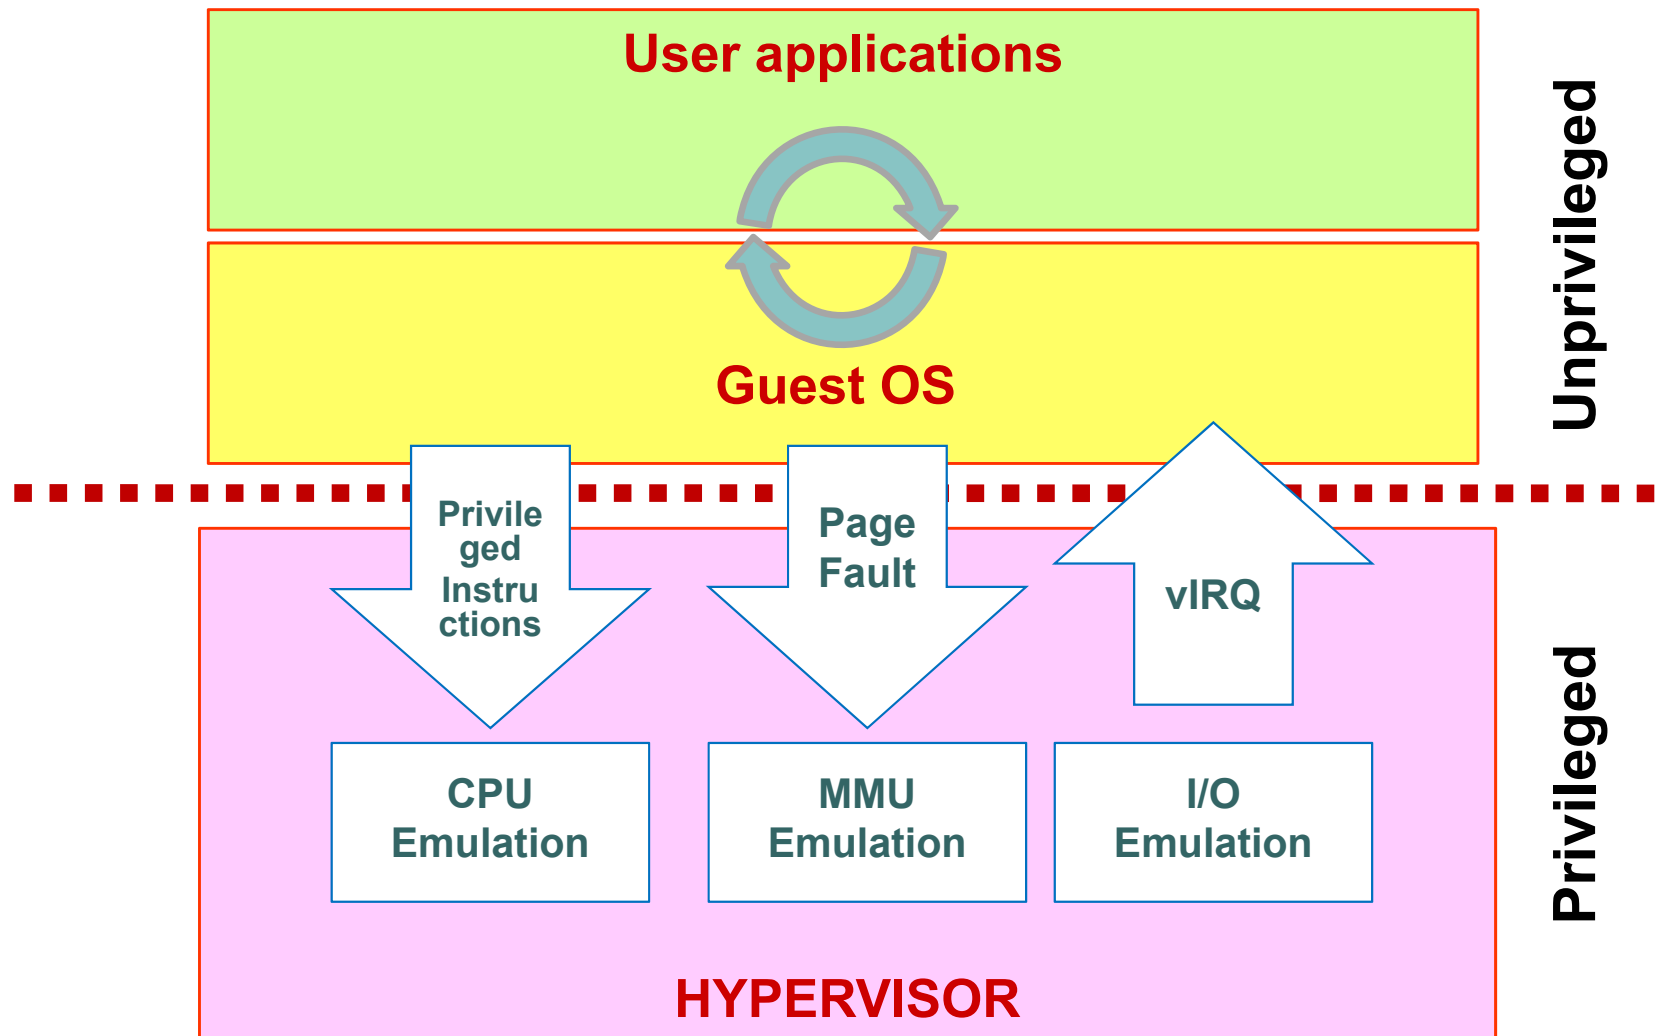 User applications
Guest OS
Unprivileged
Privile
ged
Instru
ctions
Page
Fault
vIRQ
CPU
Emulation
MMU
Emulation
I/O
Emulation
Privileged
HYPERVISOR